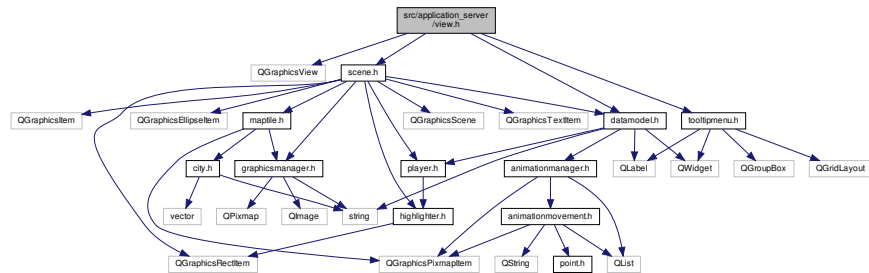 src/application_server
/view.h
QGraphicsView
scene.h
QGraphicsItem
QGraphicsEllipseItem
maptile.h
QGraphicsScene
QGraphicsTextItem
datamodel.h
tooltipmenu.h
city.h
graphicsmanager.h
player.h
animationmanager.h
QLabel
QWidget
QGroupBox
QGridLayout
vector
QPixmap
QImage
string
highlighter.h
animationmovement.h
QGraphicsRectItem
QGraphicsPixmapItem
QString
point.h
QList